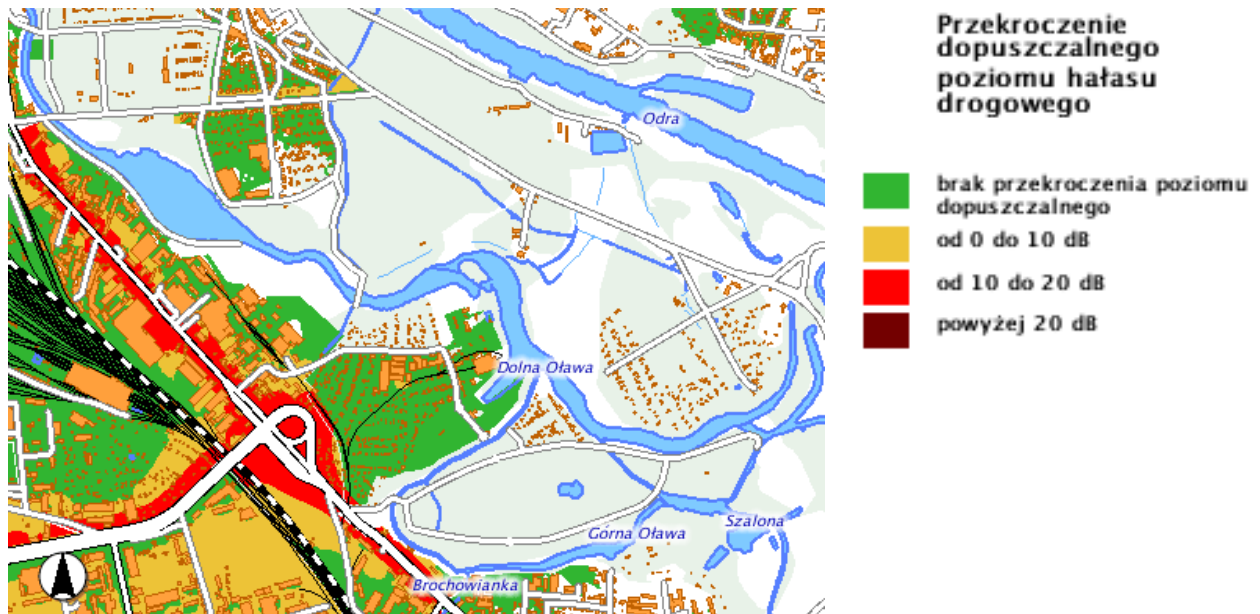 Przekroczenie
dopuszczalnego
poziomu hałasu
drogowego
brak przekroczenia poziomu
dopuszczalnego
od 0 do 10 dB
od 10 do 20 dB
powyżej 20 dB
Odra
Dolna Oława
Szalona
Górna Oława
Brochowianka